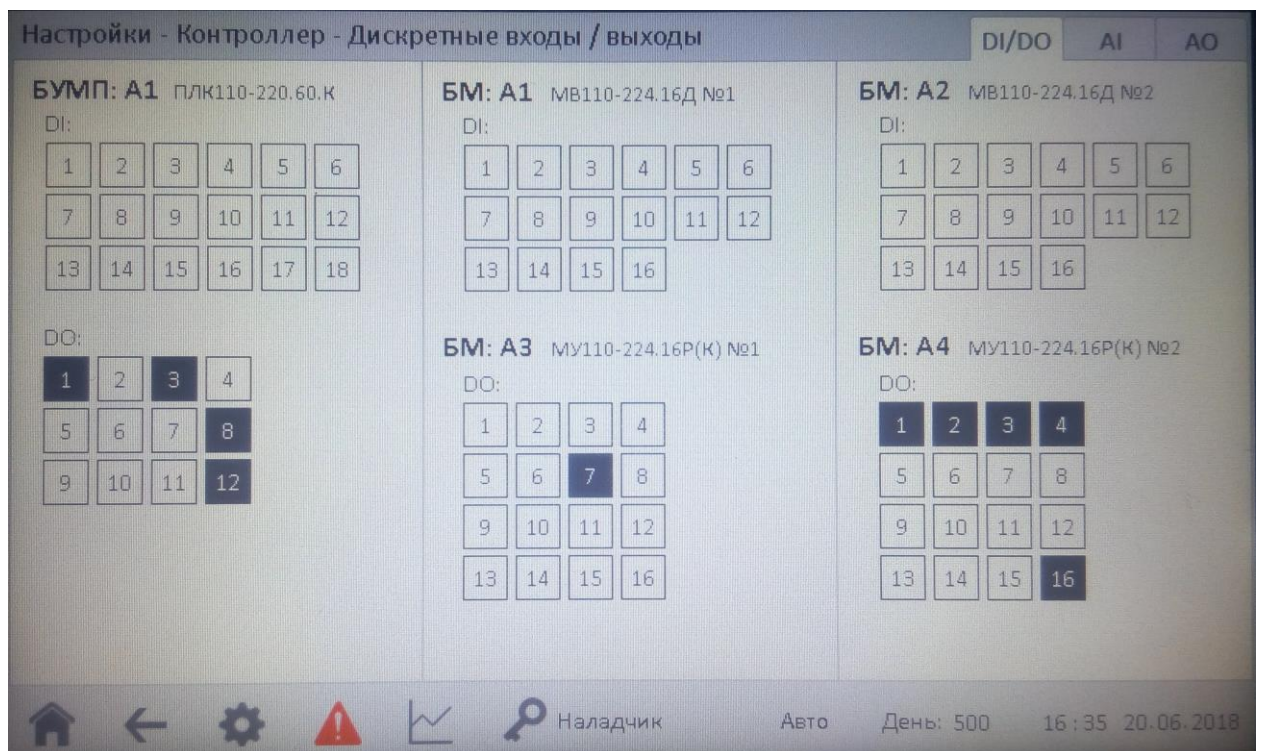 Настройки - Контроллер - Дискретные входы / выходы
DI/DO AI AO
БУМП: A1 ПЛК110-220.60.К
DI:
1 2 3 4 5 6
7 8 9 10 11 12
13 14 15 16 17 18
DO:
1 2 3 4
5 6 7 8
9 10 11 12
БМ: A1 МВ110-224.16Д №1
DI:
1 2 3 4 5 6
7 8 9 10 11 12
13 14 15 16
БМ: A3 МУ110-224.16Р(К) №1
DO:
1 2 3 4
5 6 7 8
9 10 11 12
13 14 15 16
БМ: A2 МВ110-224.16Д №2
DI:
1 2 3 4 5 6
7 8 9 10 11 12
13 14 15 16
БМ: A4 МУ110-224.16Р(К) №2
DO:
1 2 3 4
5 6 7 8
9 10 11 12
13 14 15 16
Наладчик Авто День: 500 16:35 20.06.2018